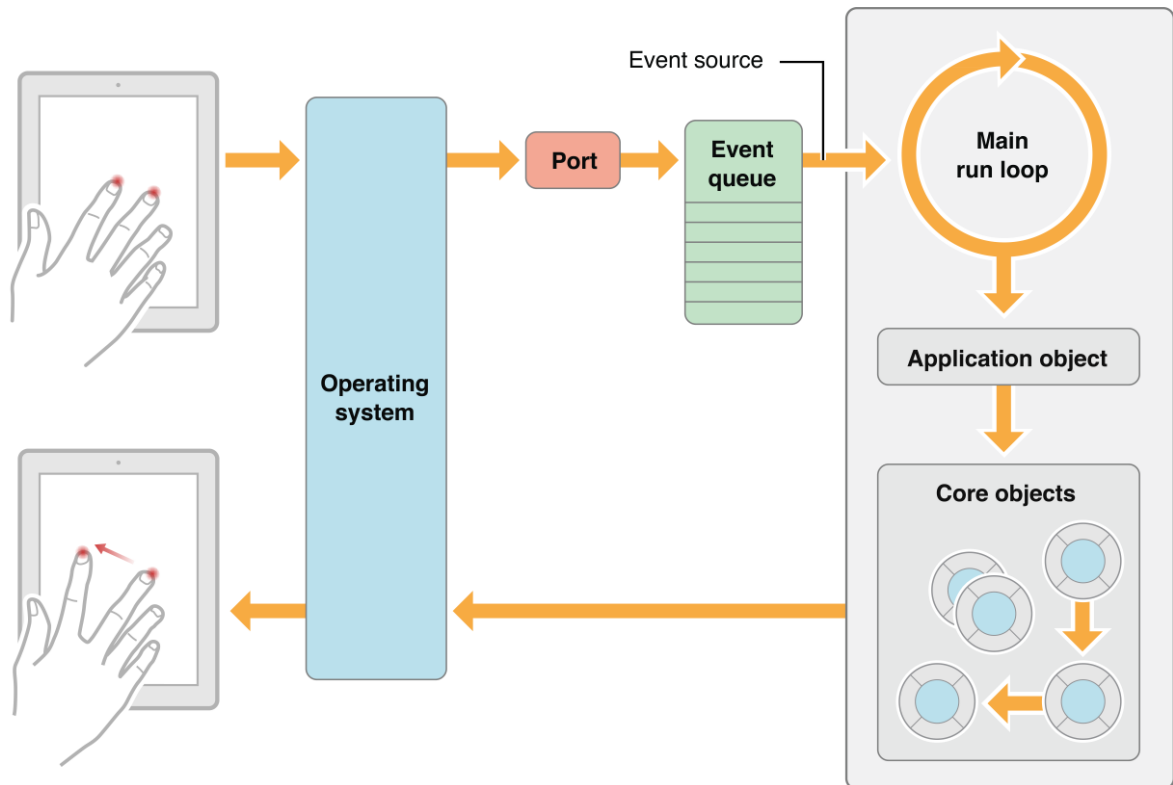 Event source
Main
run loop
Port
Event
queue
Operating
system
Application object
Core objects